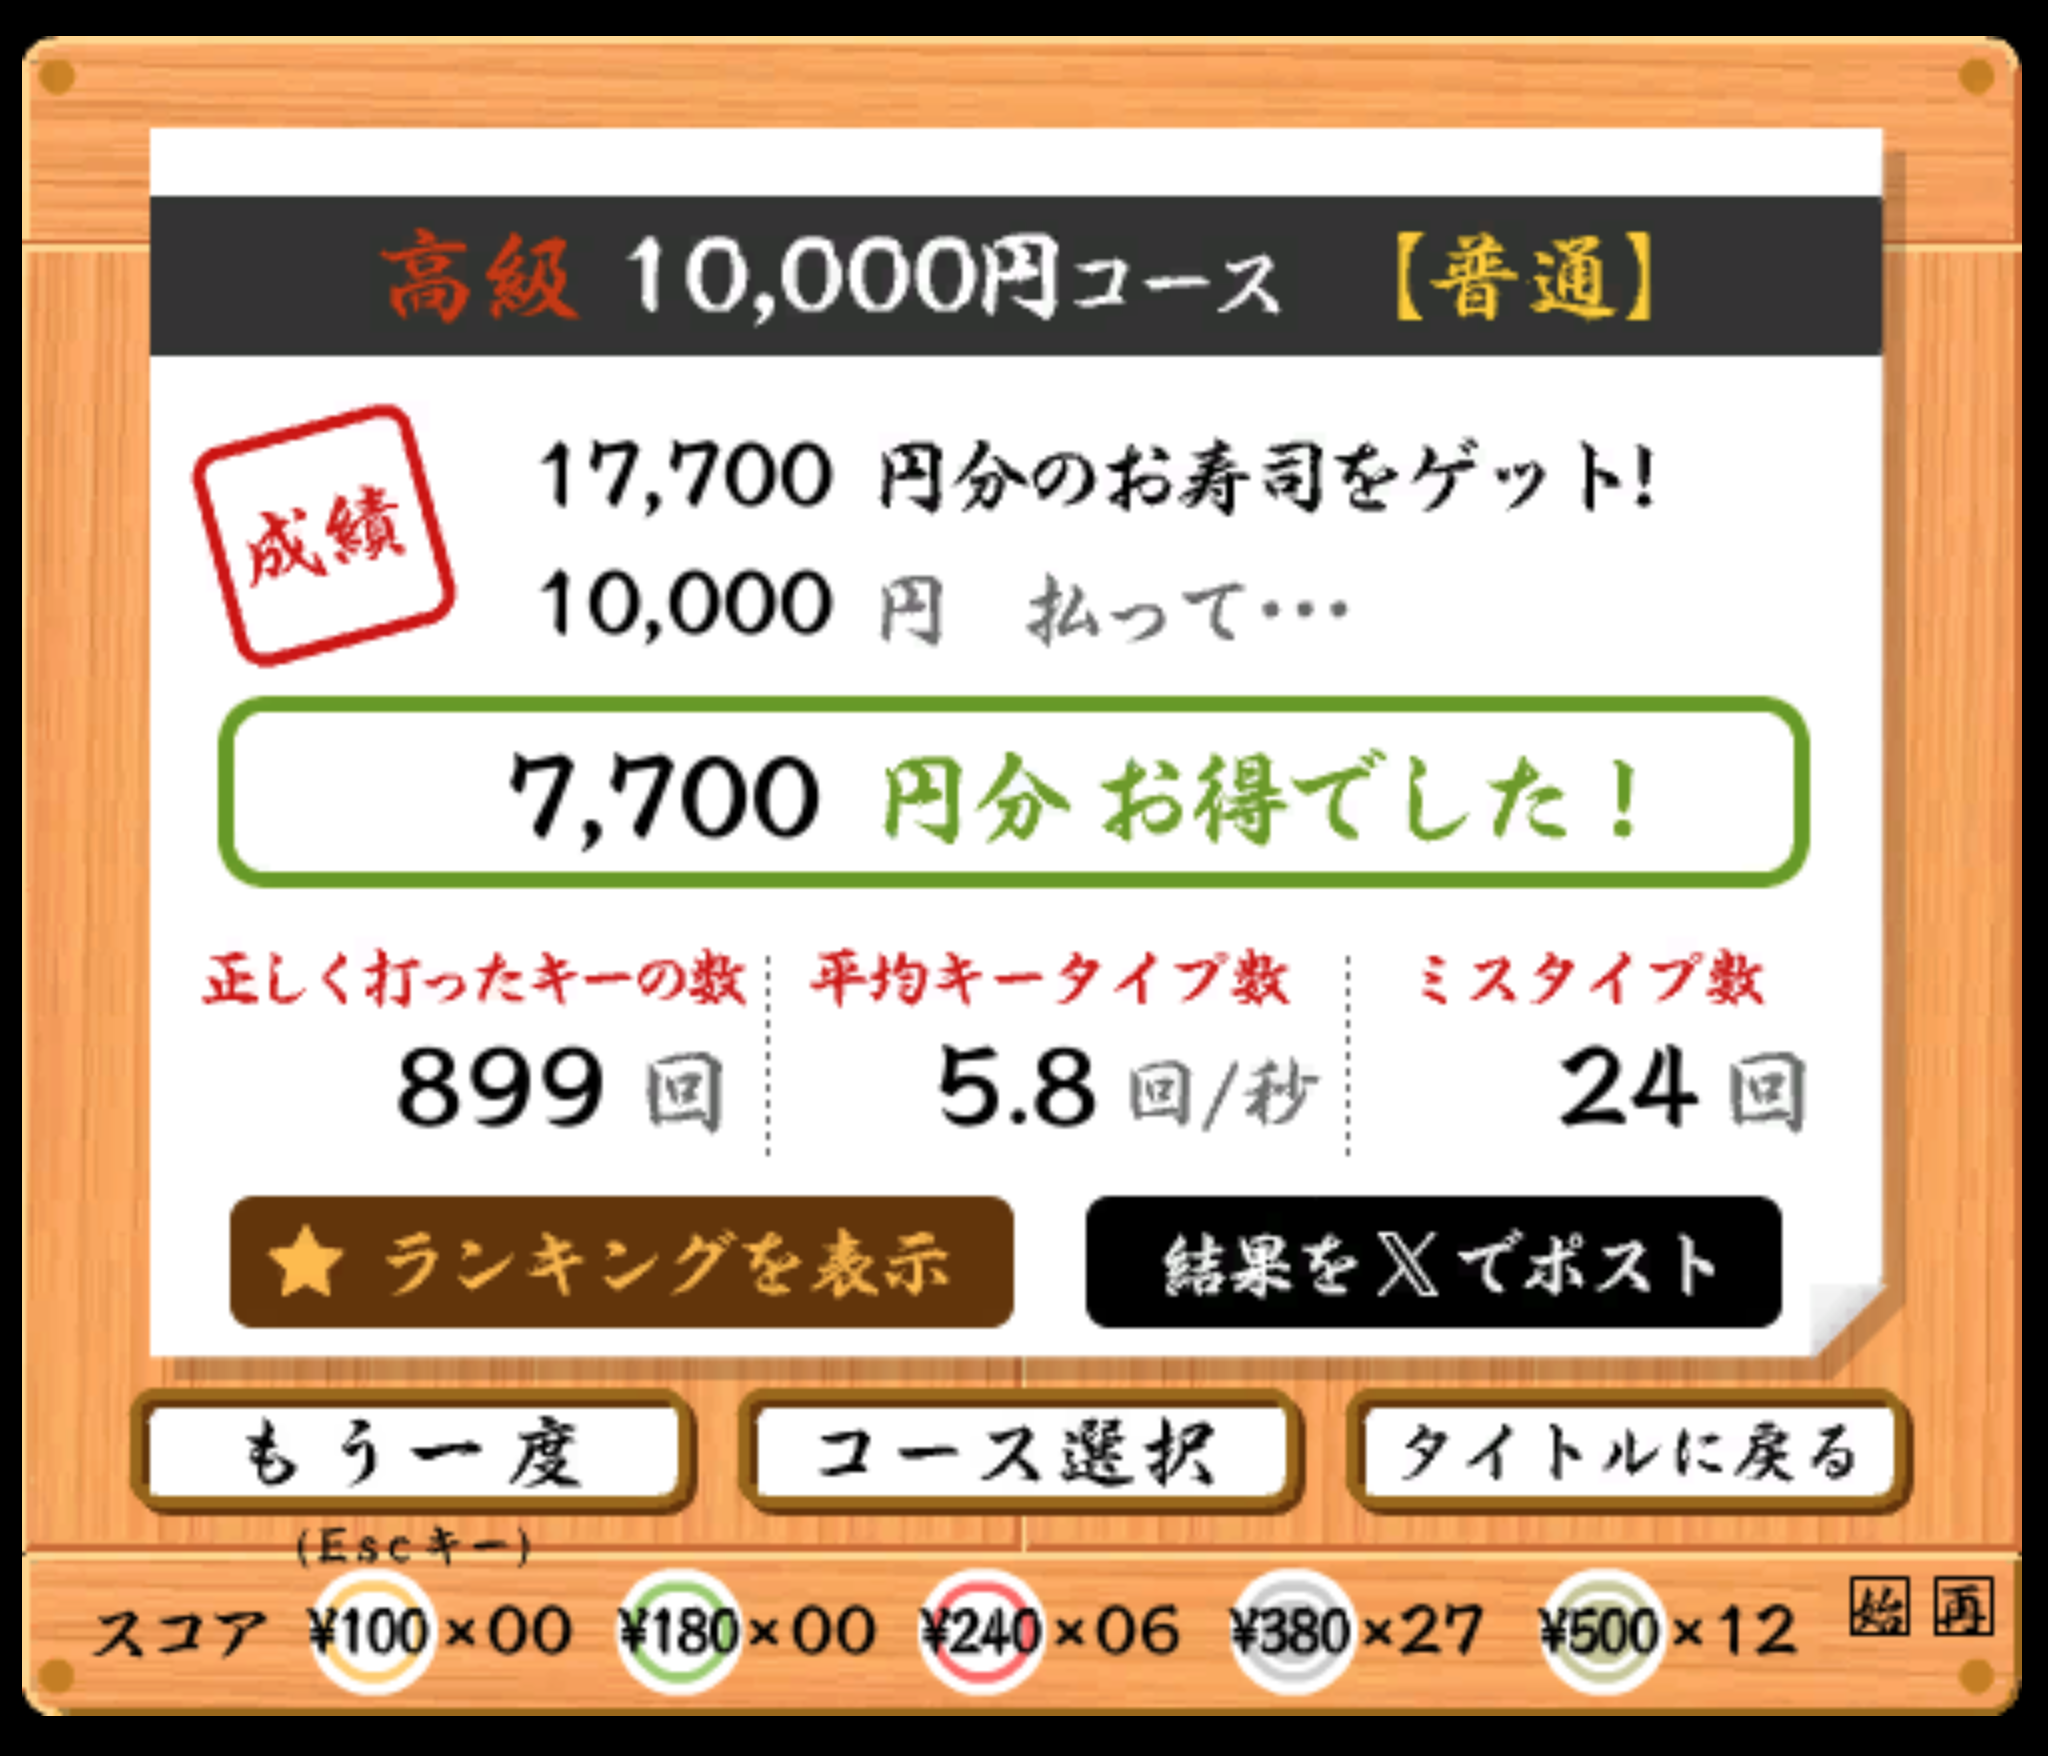 高級 10,000円コース 【普通】
成績
17,700 円分のお寿司をゲット!
10,000 円 払って…
7,700 円分 お得でした！
正しく打ったキーの数 平均キータイプ数 ミスタイプ数
899 回 5.8 回/秒 24 回
★ ランキングを表示 結果を𝕏でポスト
もう一度 コース選択 タイトルに戻る
(Escキー)
スコア ¥100×00 ¥180×00 ¥240×06 ¥380×27 ¥500×12 始 再